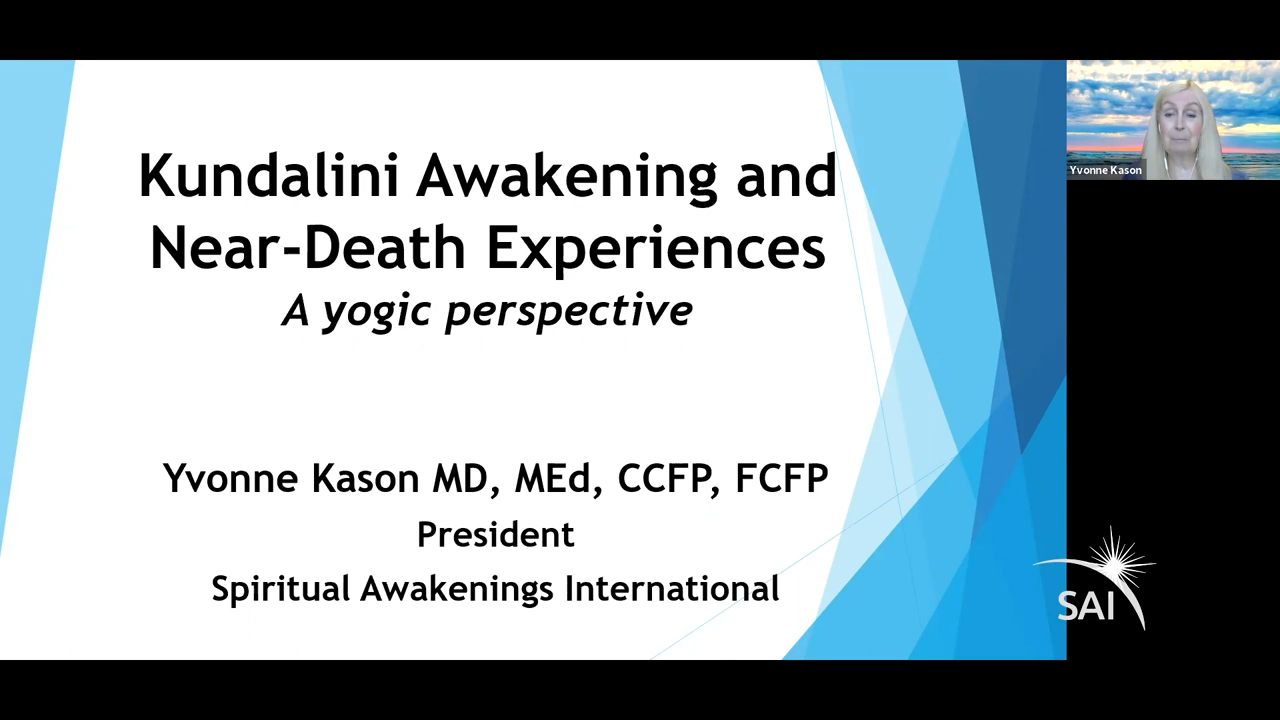 Kundalini Awakening and
Near-Death Experiences
A yogic perspective
Yvonne Kason MD, MEd, CCFP, FCFP
President
Spiritual Awakenings International
Yvonne Kason
SAI